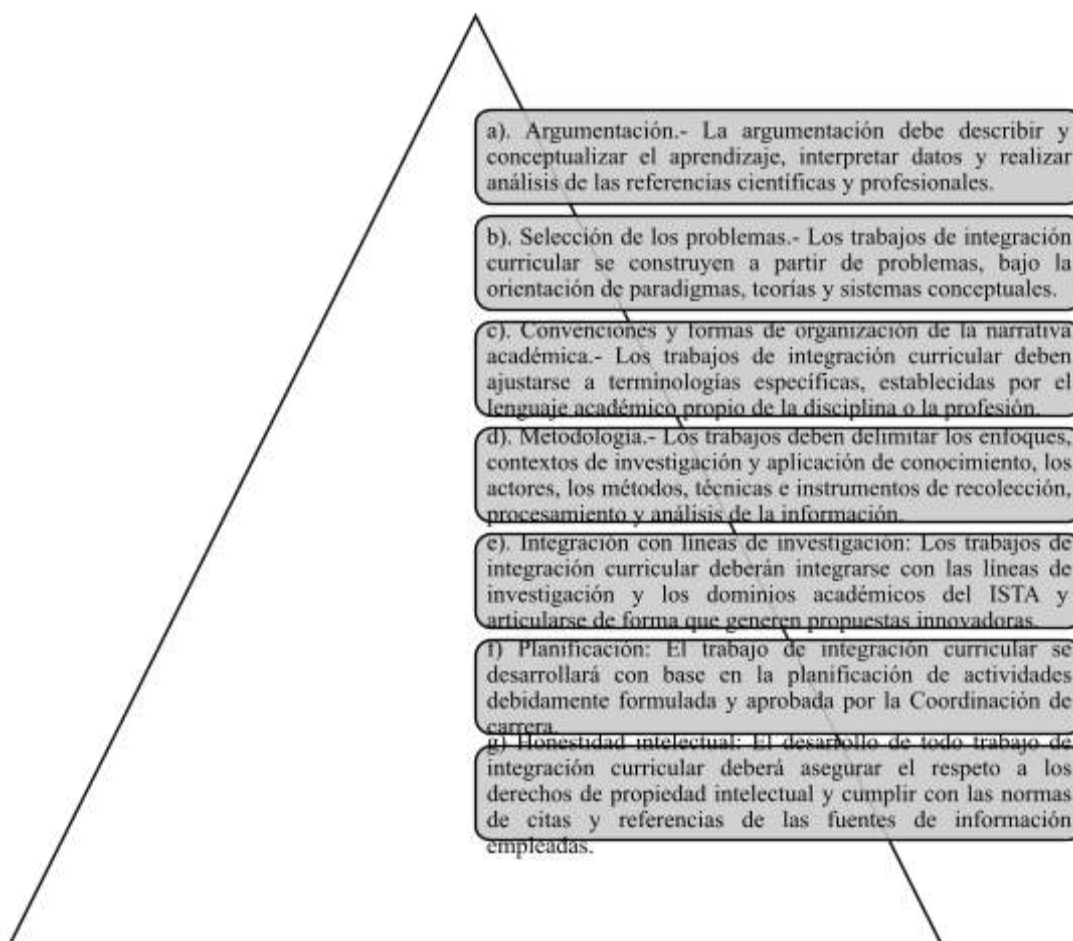 a). Argumentación.- La argumentación debe describir y
conceptualizar el aprendizaje, interpretar datos y realizar
análisis de las referencias científicas y profesionales.
b). Selección de los problemas.- Los trabajos de integración
curricular se construyen a partir de problemas, bajo la
orientación de paradigmas, teorías y sistemas conceptuales.
c). Convenciones y formas de organización de la narrativa
académica.- Los trabajos de integración curricular deben
ajustarse a terminologías específicas, establecidas por el
lenguaje académico propio de la disciplina o la profesión.
d). Metodología.- Los trabajos deben delimitar los enfoques,
contextos de investigación y aplicación de conocimiento, los
actores, los métodos, técnicas e instrumentos de recolección,
procesamiento y análisis de la información.
e). Integración con líneas de investigación: Los trabajos de
integración curricular deberán integrarse con las líneas de
investigación y los dominios académicos del ISTA y
articularse de forma que generen propuestas innovadoras.
f) Planificación: El trabajo de integración curricular se
desarrollará con base en la planificación de actividades
debidamente formulada y aprobada por la Coordinación de
carrera.
g) Honestidad intelectual: El desarrollo de todo trabajo de
integración curricular deberá asegurar el respeto a los
derechos de propiedad intelectual y cumplir con las normas
de citas y referencias de las fuentes de información
empleadas.